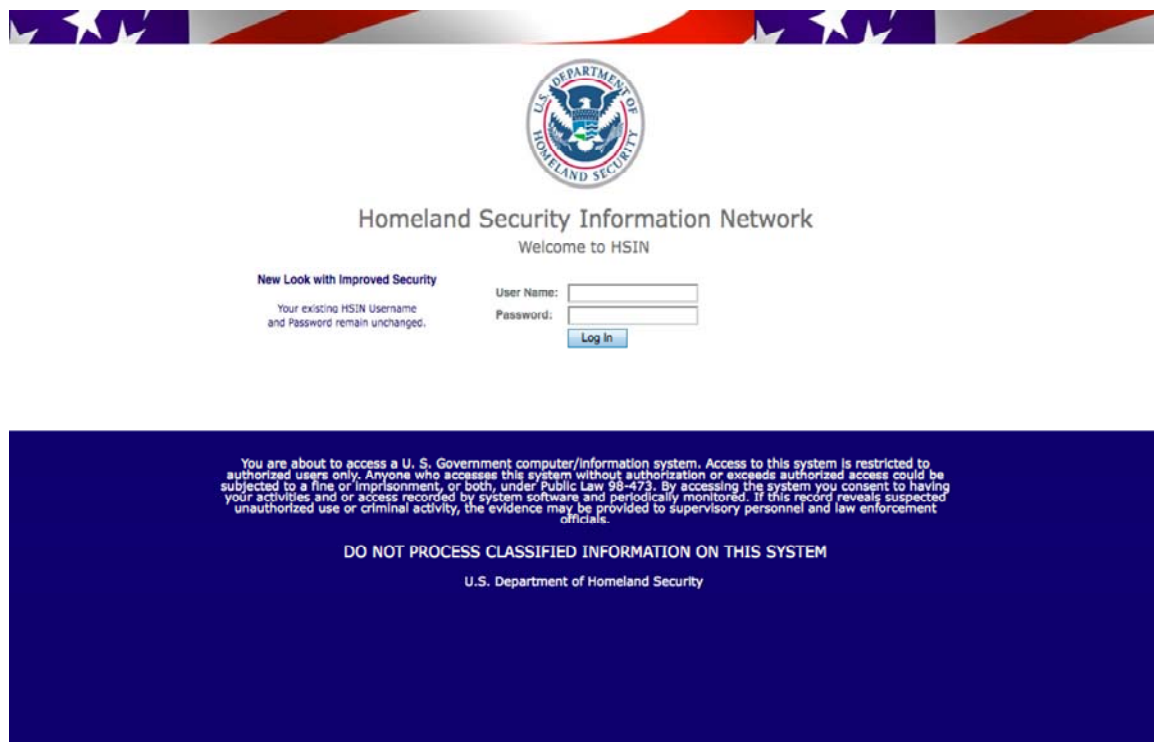 U.S. DEPARTMENT OF HOMELAND SECURITY
Homeland Security Information Network
Welcome to HSIN
New Look with Improved Security
Your existing HSIN Username
and Password remain unchanged.
User Name:
Password:
Log In
You are about to access a U. S. Government computer/information system. Access to this system is restricted to
authorized users only. Anyone who accesses this system without authorization or exceeds authorized access could be
subjected to a fine or imprisonment, or both, under Public Law 98-473. By accessing the system you consent to having
your activities and or access recorded by system software and periodically monitored. If this record reveals suspected
unauthorized use or criminal activity, the evidence may be provided to supervisory personnel and law enforcement
officials.
DO NOT PROCESS CLASSIFIED INFORMATION ON THIS SYSTEM
U.S. Department of Homeland Security